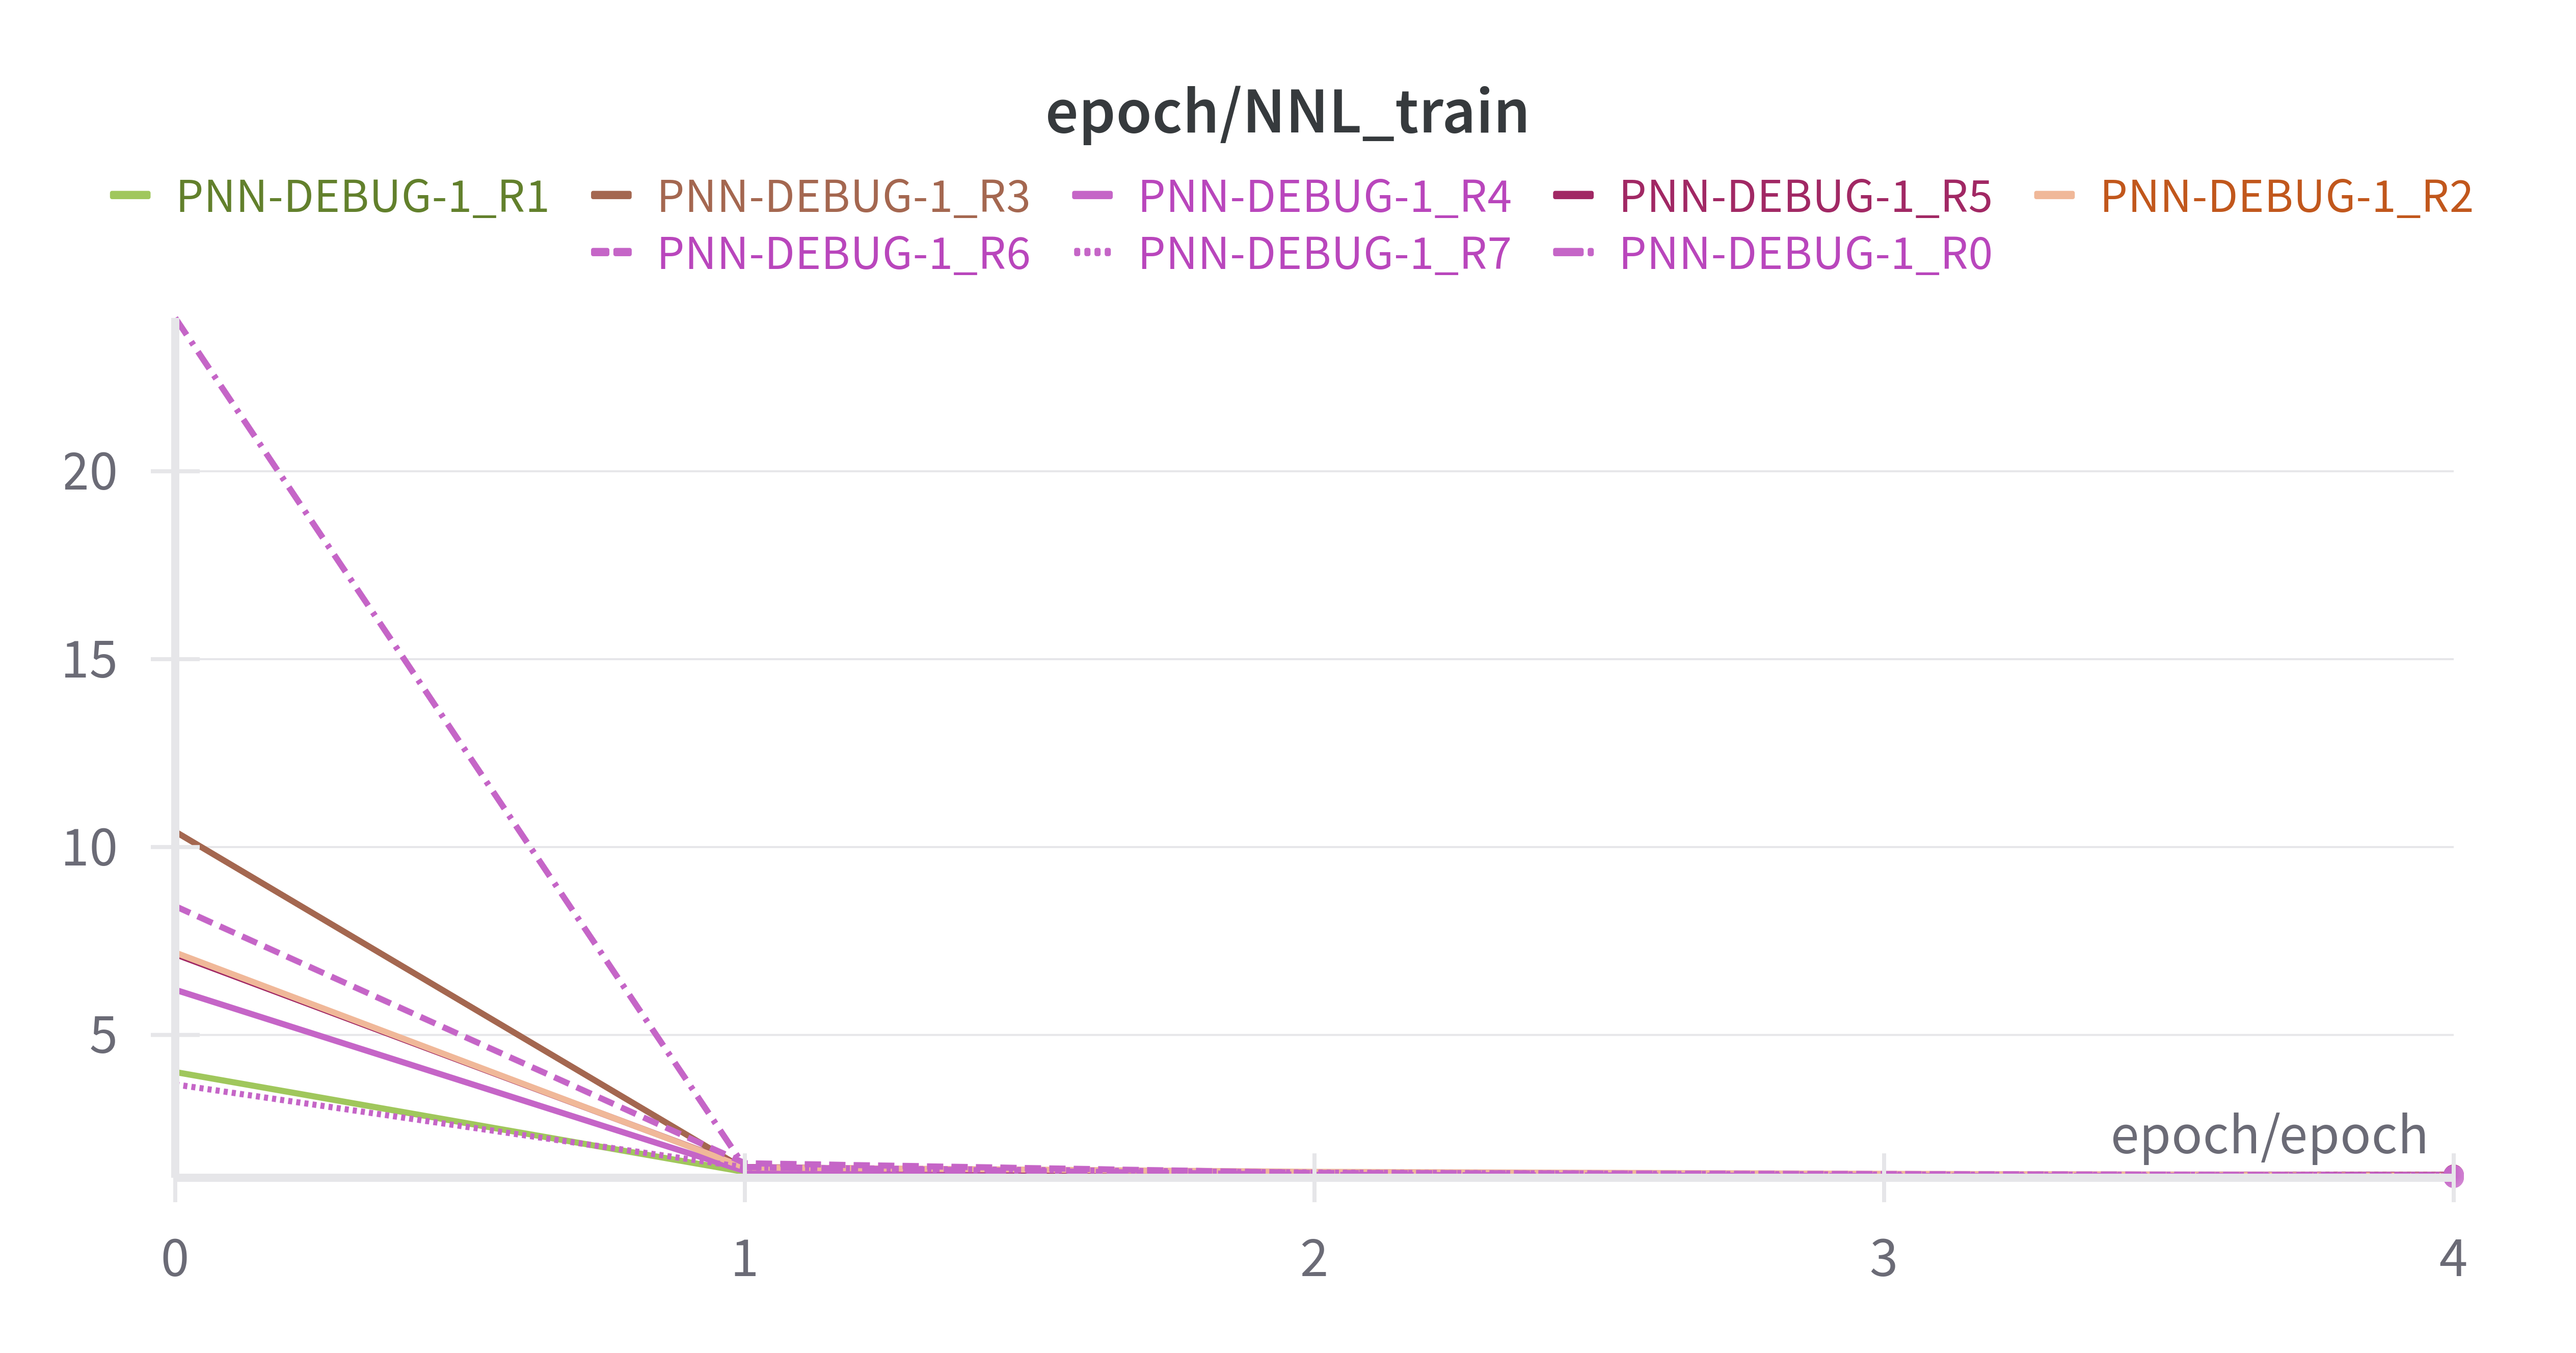 epoch/NNL_train
PNN-DEBUG-1_R1 PNN-DEBUG-1_R3 PNN-DEBUG-1_R4 PNN-DEBUG-1_R5 PNN-DEBUG-1_R2
PNN-DEBUG-1_R6 PNN-DEBUG-1_R7 PNN-DEBUG-1_R0
20
15
10
5
epoch/epoch
0 1 2 3 4